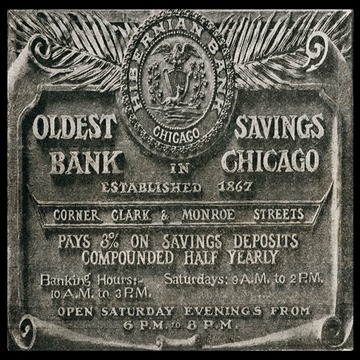 HIBERNIAN BANK
CHICAGO
OLDEST SAVINGS
BANK IN CHICAGO
ESTABLISHED 1867
CORNER CLARK & MONROE STREETS
PAYS 3% ON SAVINGS DEPOSITS
COMPOUNDED HALF YEARLY
Banking Hours:- Saturdays: 9 A.M. to 2 P.M.
10 A.M. to 3 P.M.
OPEN SATURDAY EVENINGS FROM
6 P.M. TO 8 P.M.